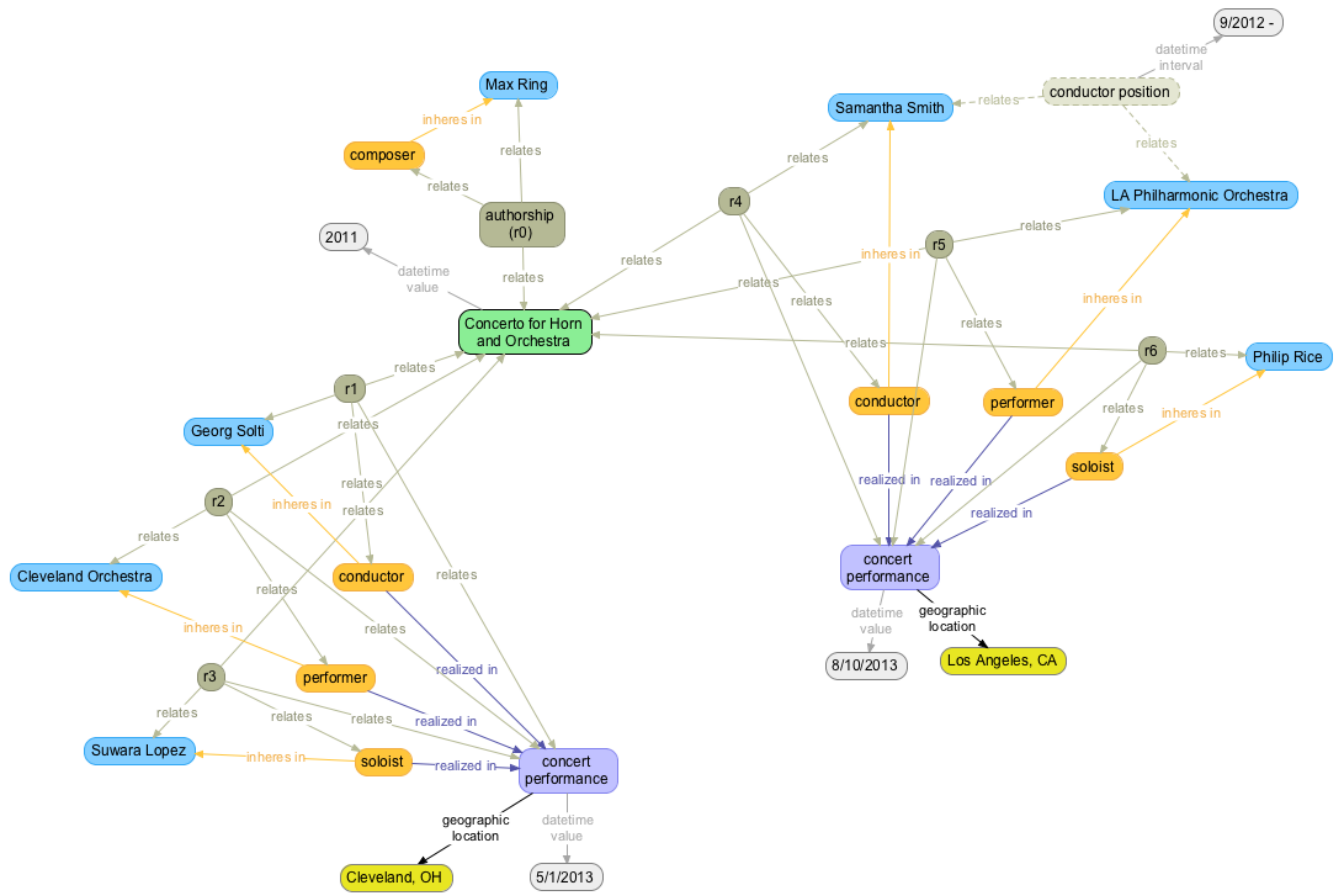 9/2012 -
datetime
interval
Max Ring
conductor position
Samantha Smith
relates
inheres in
relates
composer
relates
relates
relates
LA Philharmonic Orchestra
r4
authorship
(r0)
2011
relates
r5
inheres in
relates
datetime
value
relates
relates
relates
inheres in
relates
Concerto for Horn
and Orchestra
relates
relates
r6
relates
Philip Rice
relates
r1
conductor
performer
relates
inheres in
Georg Solti
relates
solist
relates
realized in
realized in
r2
inheres in
relates
realized in
relates
concert
performance
Cleveland Orchestra
conductor
relates
relates
datetime
value
geographic
location
inheres in
relates
8/10/2013
Los Angeles, CA
r3
performer
realized in
relates
relates
relates
realized in
Suwara Lopez
inheres in
soloist
realized in
concert
performance
geographic
location
datetime
value
Cleveland, OH
5/1/2013